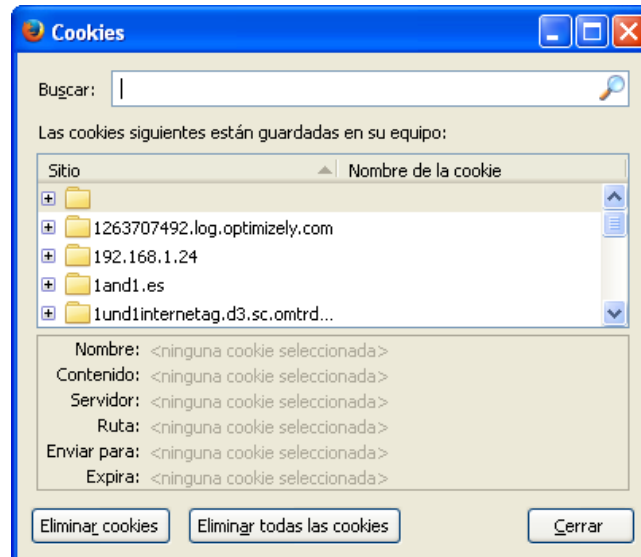 Cookies
Buscar:
Las cookies siguientes están guardadas en su equipo:
Sitio Nombre de la cookie
1263707492.log.optimizely.com
192.168.1.24
1and1.es
1und1internetag.d3.sc.omtrd...
Nombre: <ninguna cookie seleccionada>
Contenido: <ninguna cookie seleccionada>
Servidor: <ninguna cookie seleccionada>
Ruta: <ninguna cookie seleccionada>
Enviar para: <ninguna cookie seleccionada>
Expira: <ninguna cookie seleccionada>
Eliminar cookies Eliminar todas las cookies Cerrar